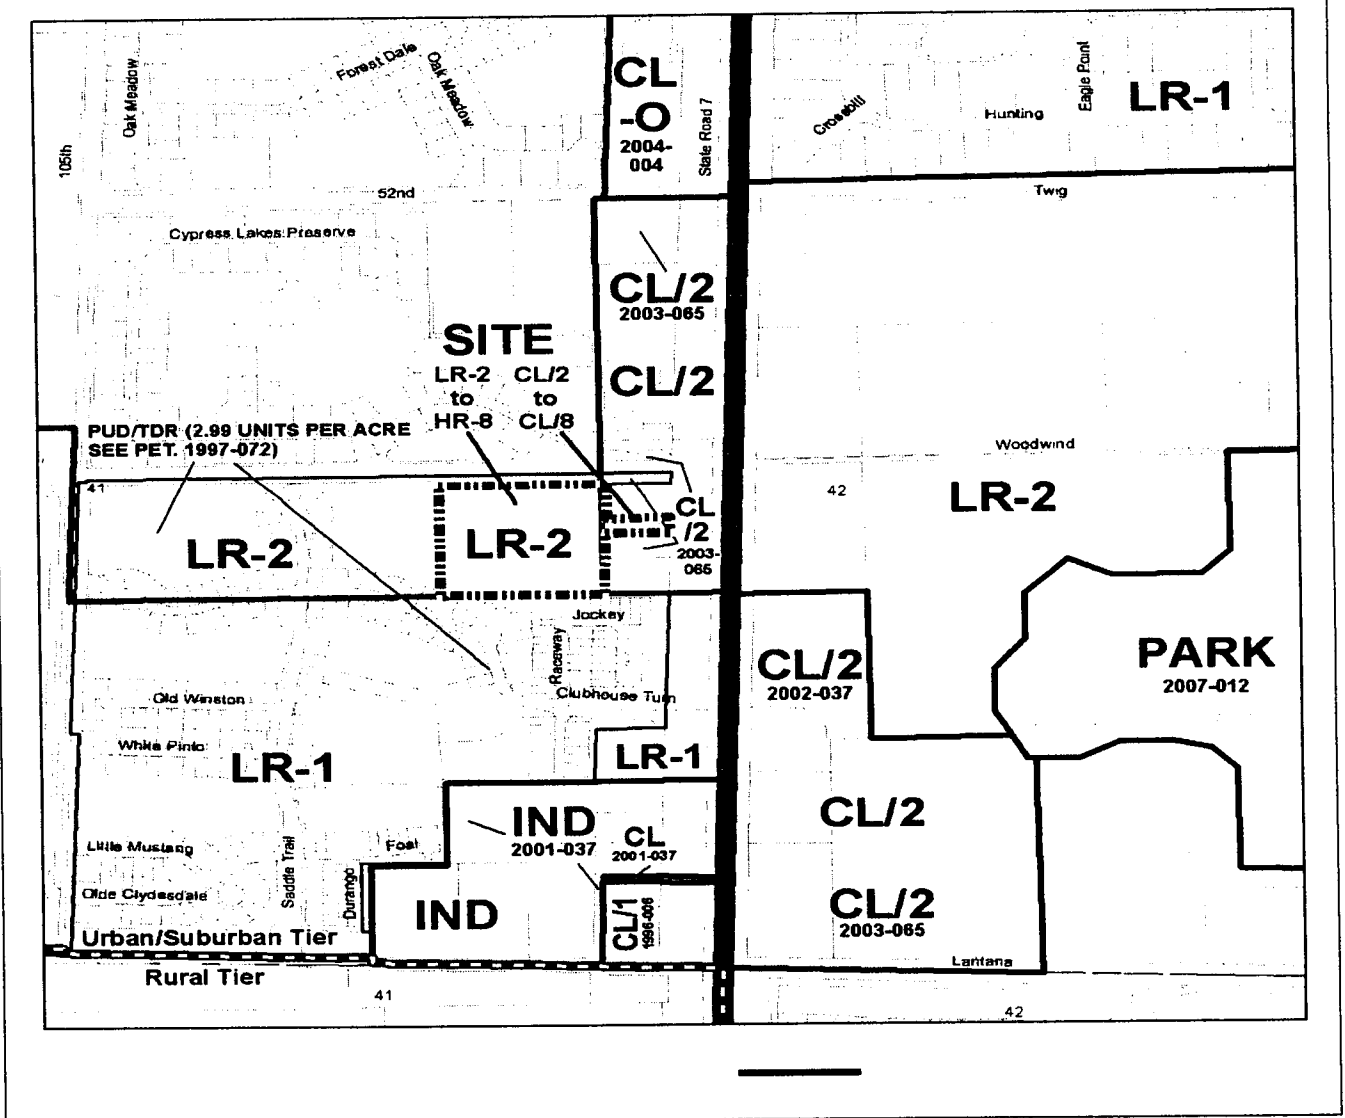 Oak Meadow
Forest Dale
Oak Meadow
CL
-O
2004-
004
State Road 7
Crossbill
Hunting
Eagle Point
LR-1
105th
52nd
Twig
Cypress Lakes Preserve
CL/2
2003-065
SITE
LR-2 CL/2
to to
HR-8 CL/8
CL/2
PUD/TDR (2.99 UNITS PER ACRE
SEE PET. 1997-072)
Woodwind
41
42
LR-2
CL
/2
2003-
065
LR-2
LR-2
Jockey
Raceway
CL/2
2002-037
PARK
2007-012
Old Winston
Clubhouse Turn
White Pinto
LR-1
LR-1
CL/2
IND
2001-037
CL
2001-037
Little Mustang
Saddle Trail
Foal
Olde Clydesdale
Durango
IND
CL/1
1996-006
CL/2
2003-065
Urban/Suburban Tier
Lantana
Rural Tier
41
42